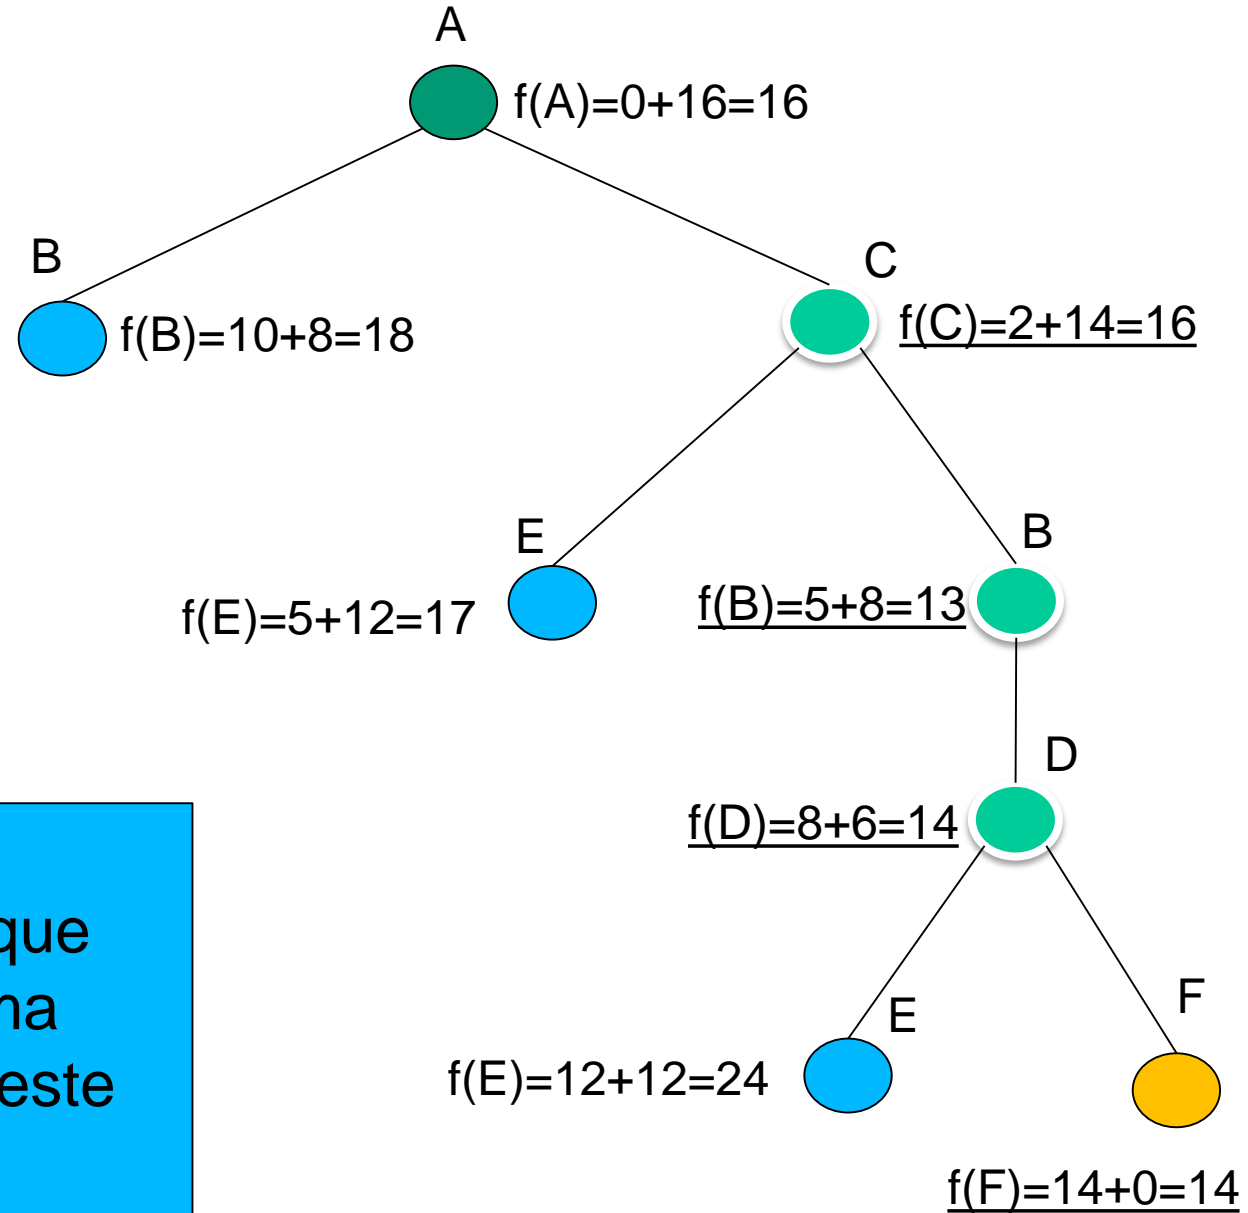 A
f(A)=0+16=16
B
C
f(B)=10+8=18
f(C)=2+14=16
E
B
f(E)=5+12=17
f(B)=5+8=13
D
f(D)=8+6=14
que
na
este
E
F
f(E)=12+12=24
f(F)=14+0=14